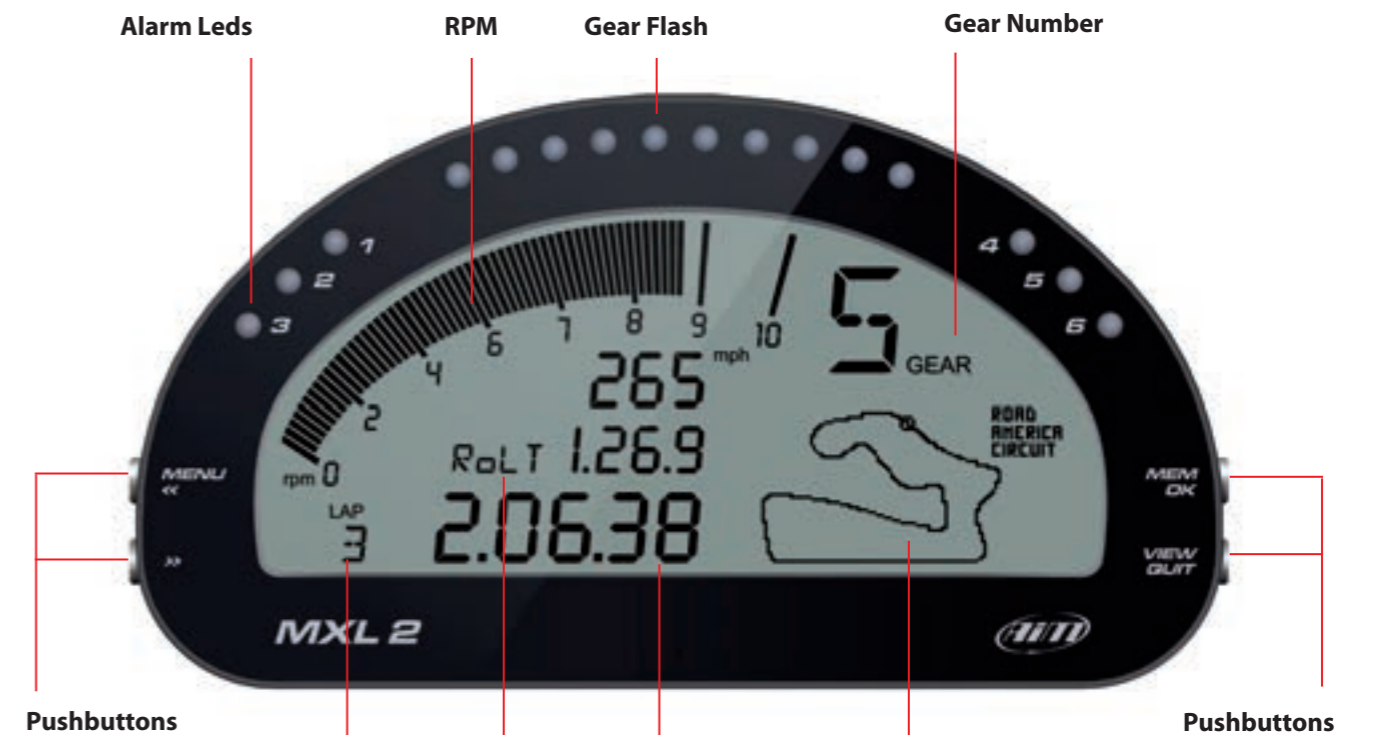 Alarm Leds
RPM
Gear Flash
Gear Number
1
2
3
4
5
6
0
2
4
6
7
8
9
10
rpm
265 mph
5 GEAR
RoLT 1.26.9
ROAD
AMERICA
CIRCUIT
LAP
3
2.06.38
MENU
<<
>>
MEM
OK
VIEW
QUIT
MXL 2
AiM
Pushbuttons
Pushbuttons